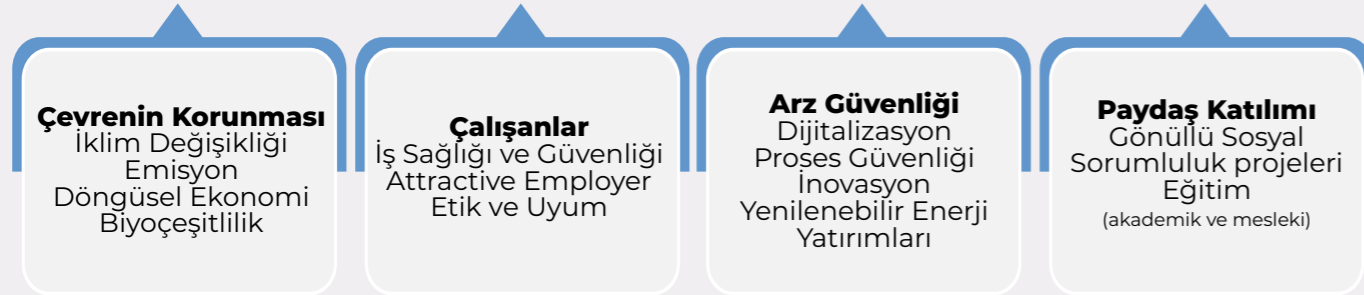 Çevrenin Korunması
İklim Değişikliği
Emisyon
Döngüsel Ekonomi
Biyoçeşitlilik
Çalışanlar
İş Sağlığı ve Güvenliği
Attractive Employer
Etik ve Uyum
Arz Güvenliği
Dijitalizasyon
Proses Güvenliği
İnovasyon
Yenilenebilir Enerji
Yatırımları
Paydaş Katılımı
Gönüllü Sosyal
Sorumluluk projeleri
Eğitim
(akademik ve mesleki)